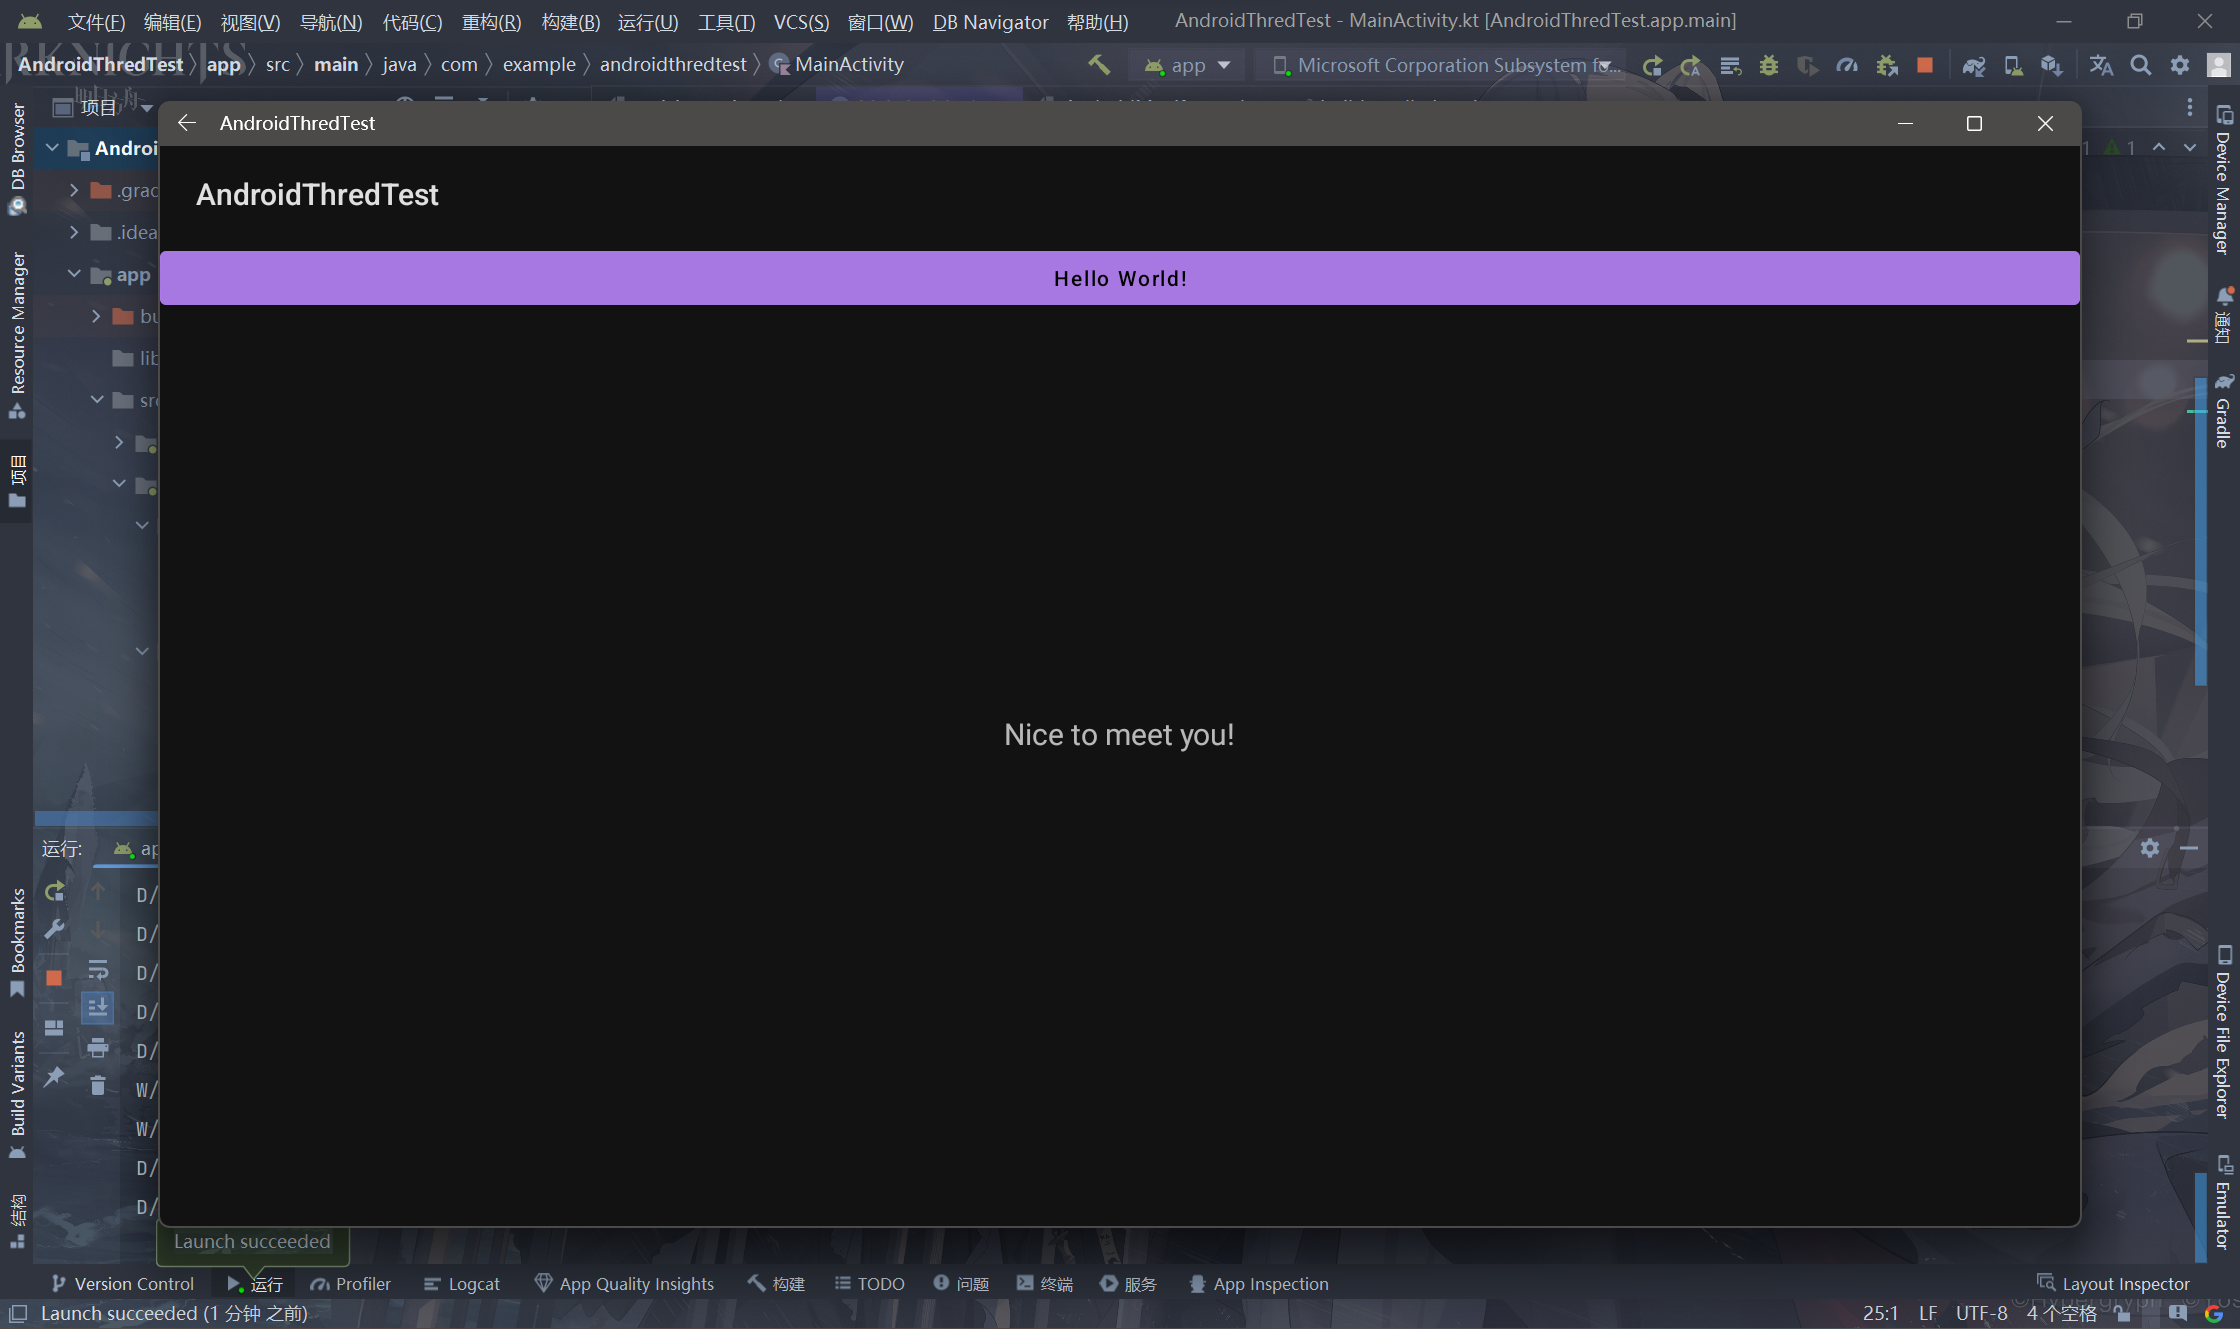 文件(F) 编辑(E) 视图(V) 导航(N) 代码(C) 重构(R) 构建(B) 运行(U) 工具(T) VCS(S) 窗口(W) DB Navigator 帮助(H) AndroidThredTest - MainActivity.kt [AndroidThredTest.app.main]
AndroidThredTest app src main java com example androidthredtest MainActivity app Microsoft Corporation Subsystem fo...
项目
AndroidThredTest
AndroidThredTest
Hello World!
Nice to meet you!
Androi
.grad
.idea
app
bu
lib
src
1 1
DB Browser
Resource Manager
项目
Bookmarks
Build Variants
结构
Device Manager
通知
Gradle
Device File Explorer
Emulator
运行: ap
D/
D/
D/
D/
D/
W/
W/
D/
D/
Launch succeeded
Version Control 运行 Profiler Logcat App Quality Insights 构建 TODO 问题 终端 服务 App Inspection Layout Inspector
Launch succeeded (1 分钟 之前) 25:1 LF UTF-8 4 个空格